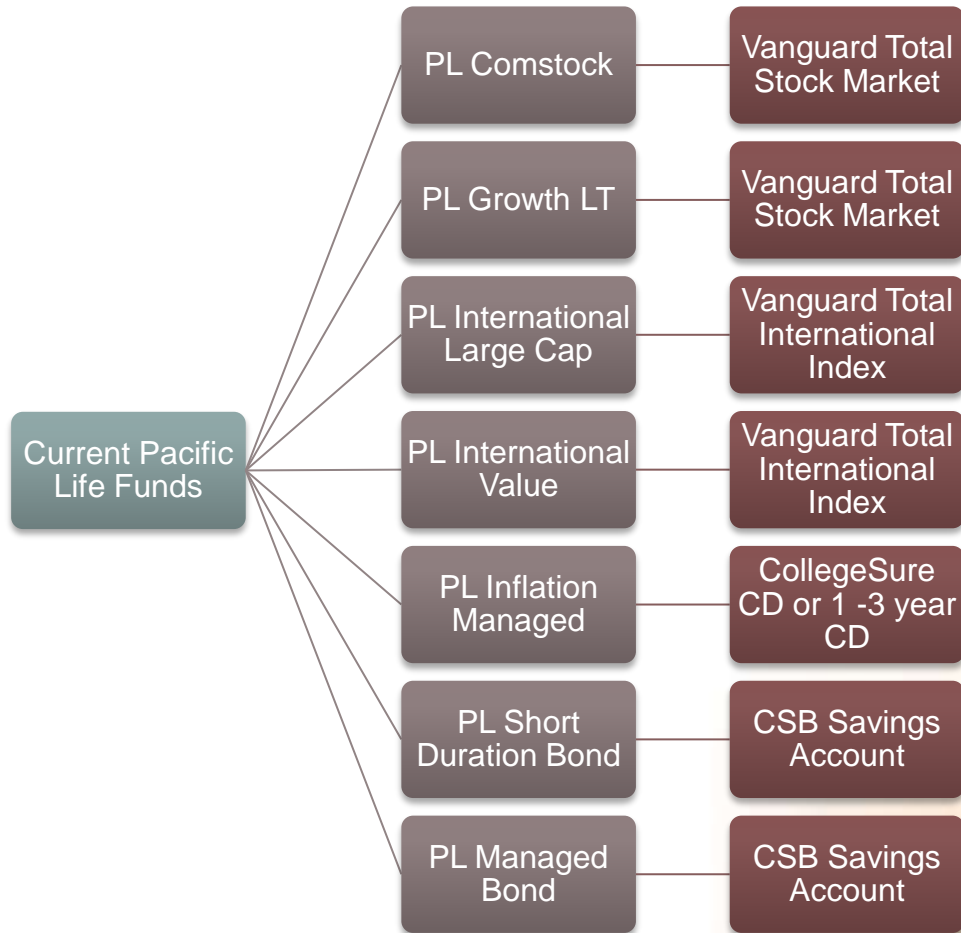 Current Pacific
Life Funds
PL Comstock
Vanguard Total
Stock Market
PL Growth LT
Vanguard Total
Stock Market
PL International
Large Cap
Vanguard Total
International
Index
PL International
Value
Vanguard Total
International
Index
PL Inflation
Managed
CollegeSure
CD or 1 -3 year
CD
PL Short
Duration Bond
CSB Savings
Account
PL Managed
Bond
CSB Savings
Account